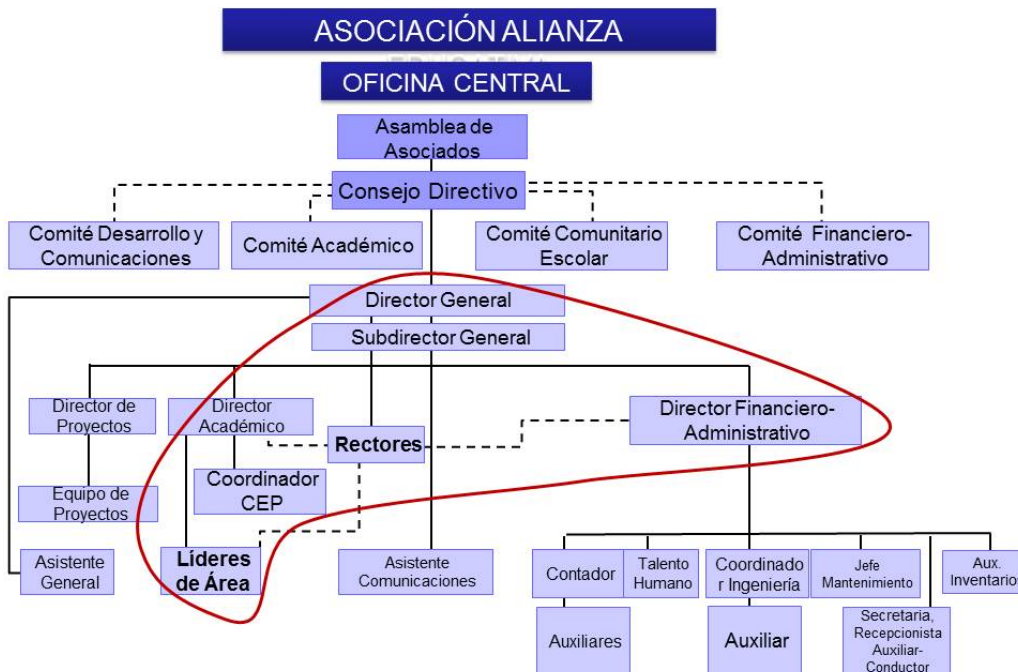 ASOCIACIÓN ALIANZA
OFICINA CENTRAL
Asamblea de
Asociados
Consejo Directivo
Comité Desarrollo y
Comunicaciones
Comité Académico
Comité Comunitario
Escolar
Comité Financiero-
Administrativo
Director General
Subdirector General
Director de
Proyectos
Director
Académico
Rectores
Director Financiero-
Administrativo
Equipo de
Proyectos
Coordinador
CEP
Asistente
General
Líderes
de Área
Asistente
Comunicaciones
Contador
Talento
Humano
Coordinado
r Ingeniería
Jefe
Mantenimiento
Aux.
Inventarios
Auxiliares
Auxiliar
Secretaria,
Recepcionista
Auxiliar-
Conductor